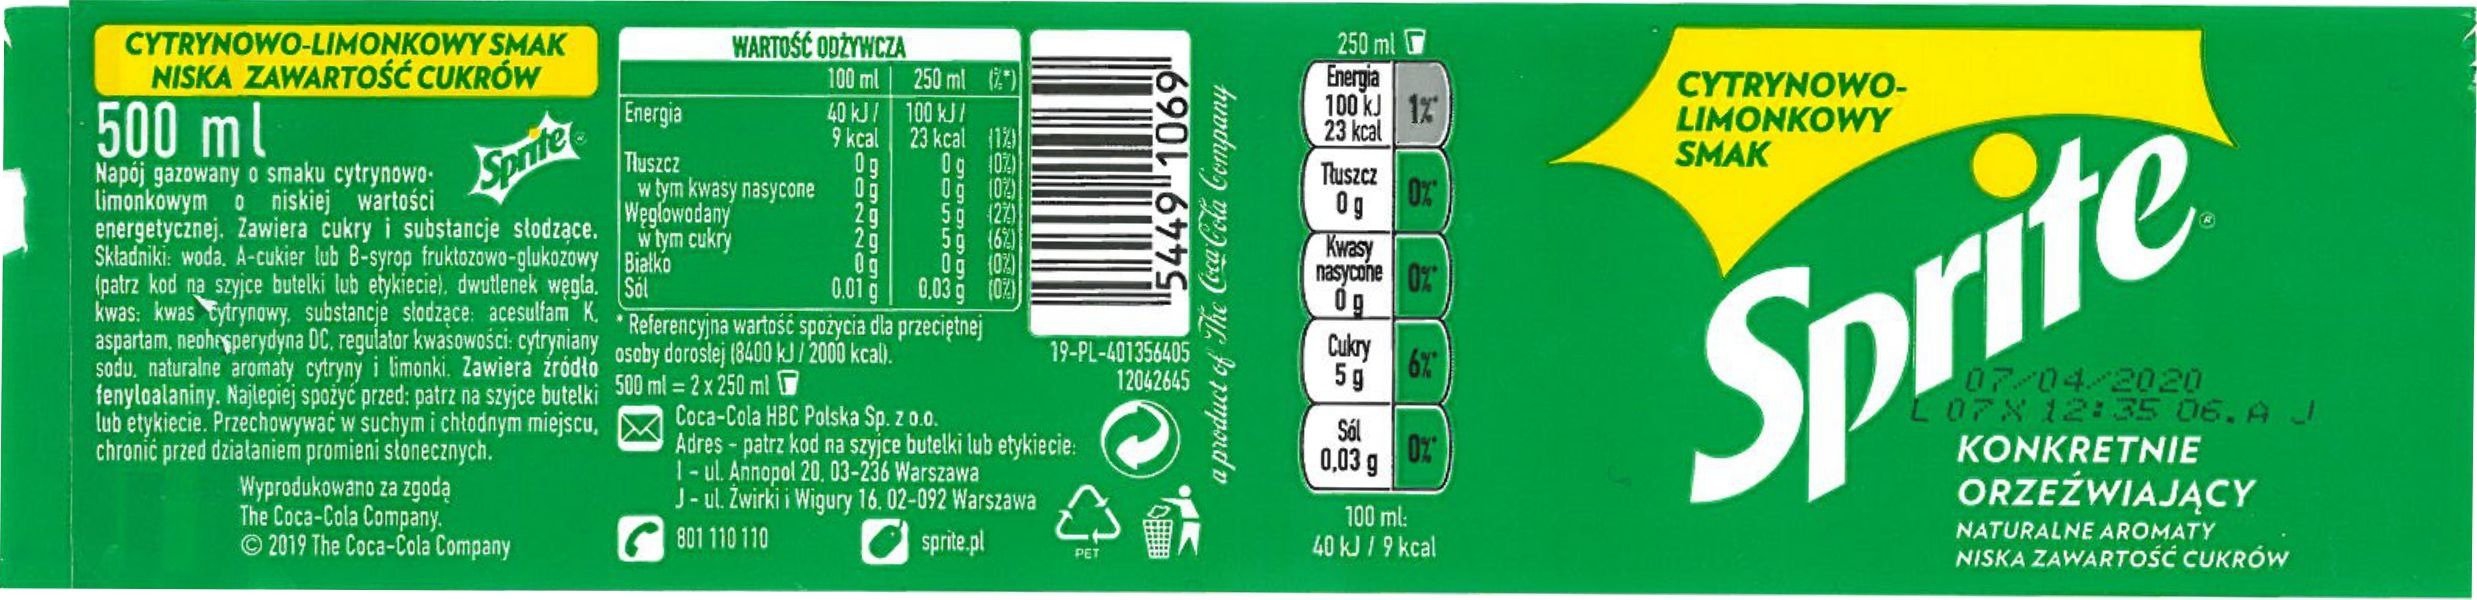 CYTRYNOWO-LIMONKOWY SMAK
NISKA ZAWARTOŚĆ CUKRÓW
500 ml
Sprite
Napój gazowany o smaku cytrynowo-
limonkowym o niskiej wartości
energetycznej. Zawiera cukry i substancje słodzące.
Składniki: woda, A-cukier lub B-syrop fruktozowo-glukozowy
(patrz kod na szyjce butelki lub etykiecie), dwutlenek węgla,
kwas: kwas cytrynowy, substancje słodzące: acesulfam K,
aspartam, neohesperydyna DC, regulator kwasowości: cytryniany
sodu, naturalne aromaty cytryny i limonki. Zawiera źródło
fenyloalaniny. Najlepiej spożyć przed: patrz na szyjce butelki
lub etykiecie. Przechowywać w suchym i chłodnym miejscu,
chronić przed działaniem promieni słonecznych.
Wyprodukowano za zgodą
The Coca-Cola Company.
© 2019 The Coca-Cola Company
WARTOŚĆ ODŻYWCZA
100 ml 250 ml (%*)
Energia 40 kJ / 100 kJ /
9 kcal 23 kcal (1%)
Tłuszcz 0 g 0 g (0%)
w tym kwasy nasycone 0 g 0 g (0%)
Węglowodany 2 g 5 g (2%)
w tym cukry 2 g 5 g (6%)
Białko 0 g 0 g (0%)
Sól 0,01 g 0,03 g (0%)
* Referencyjna wartość spożycia dla przeciętnej
osoby dorosłej (8400 kJ / 2000 kcal).
500 ml = 2 x 250 ml
Coca-Cola HBC Polska Sp. z o.o.
Adres - patrz kod na szyjce butelki lub etykiecie:
I - ul. Annopol 20, 03-236 Warszawa
J - ul. Żwirki i Wigury 16, 02-092 Warszawa
801 110 110
sprite.pl
54491069
19-PL-401356405
12042645
PET
a product of The Coca-Cola Company
250 ml
Energia
100 kJ
23 kcal
1%*
Tłuszcz
0 g
0%*
Kwasy
nasycone
0 g
0%*
Cukry
5 g
6%*
Sól
0,03 g
0%*
100 ml:
40 kJ / 9 kcal
CYTRYNOWO-
LIMONKOWY
SMAK
Sprite
07/04/2020
L 07X 12:35 06.A J
KONKRETNIE
ORZEŹWIAJĄCY
NATURALNE AROMATY
NISKA ZAWARTOŚĆ CUKRÓW